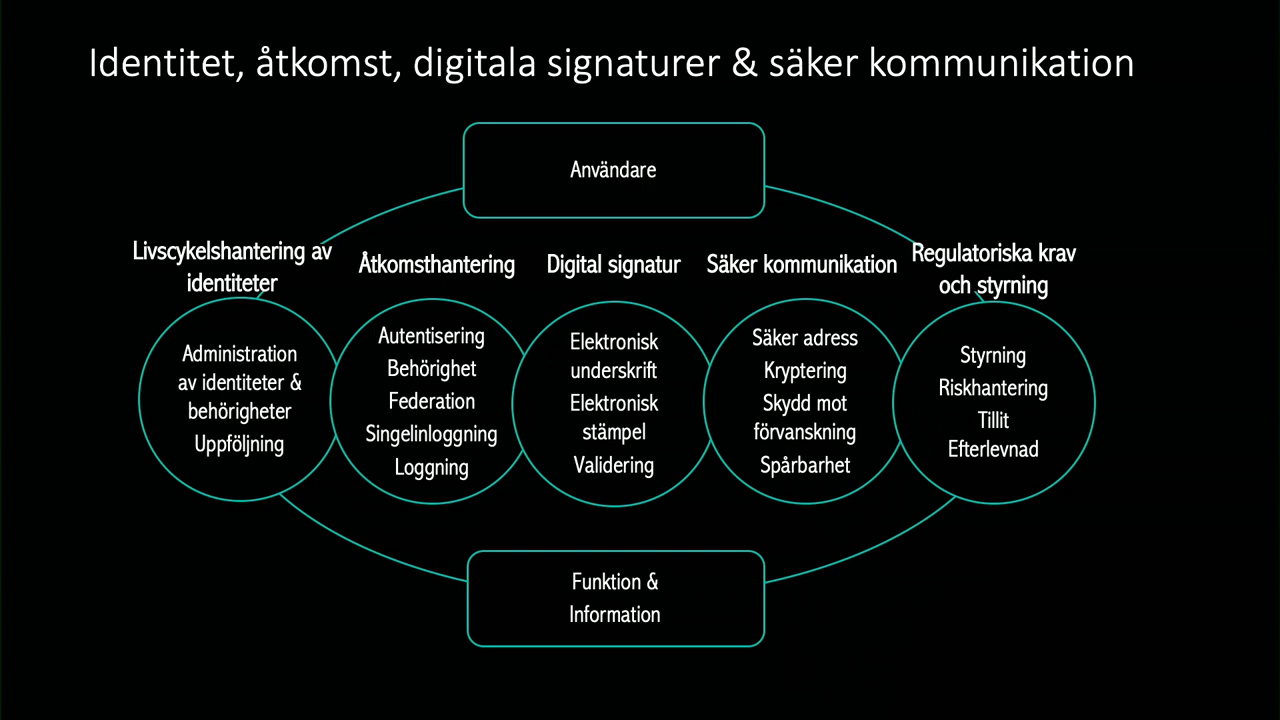 Identitet, åtkomst, digitala signaturer & säker kommunikation
Användare
Livscykelshantering av
identiteter
Administration
av identiteter &
behörigheter
Uppföljning
Åtkomsthantering
Autentisering
Behörighet
Federation
Singelinloggning
Loggning
Digital signatur
Elektronisk
underskrift
Elektronisk
stämpel
Validering
Säker kommunikation
Säker adress
Kryptering
Skydd mot
förvanskning
Spårbarhet
Regulatoriska krav
och styrning
Styrning
Riskhantering
Tillit
Efterlevnad
Funktion &
Information